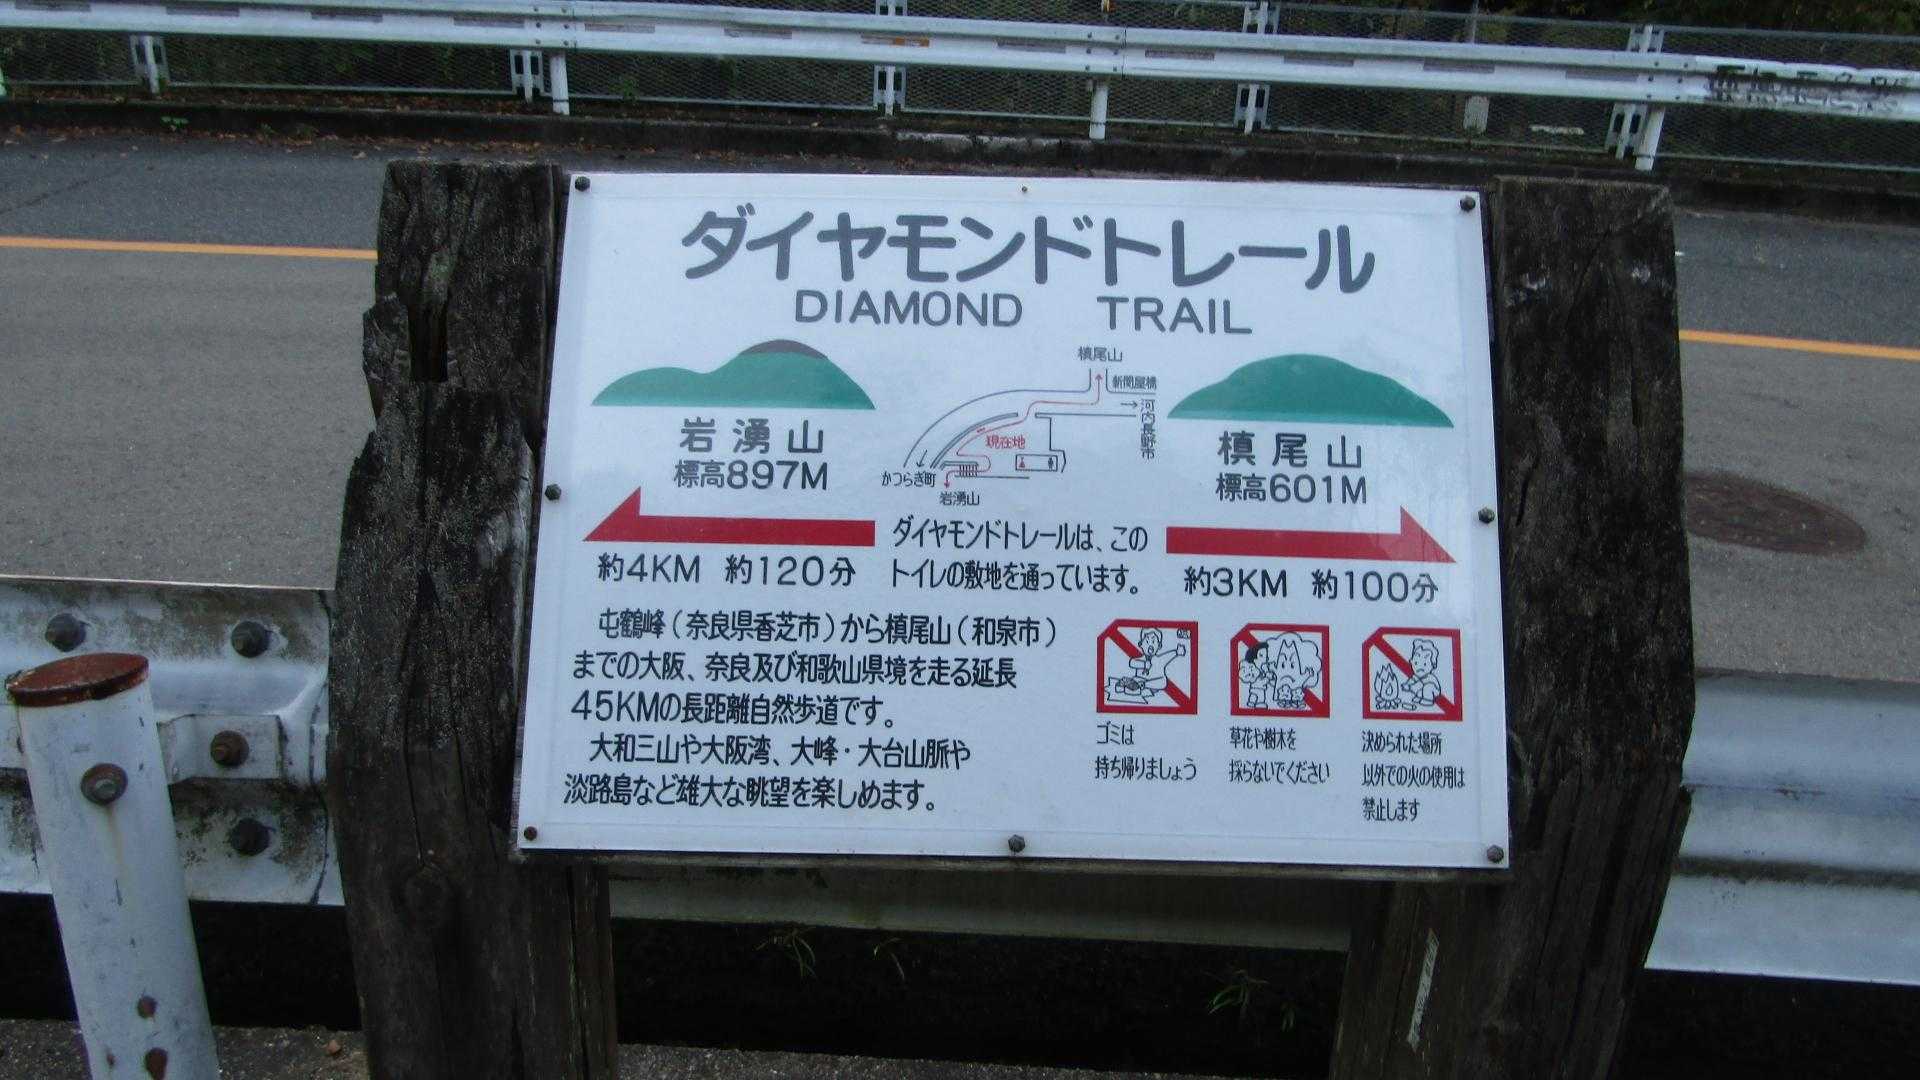 ダイヤモンドトレール
DIAMOND TRAIL
槙尾山
新関屋橋
河内長野市
現在地
かつらぎ町
岩湧山
岩湧山
標高897M
槙尾山
標高601M
約4KM 約120分
ダイヤモンドトレールは、この
トイレの敷地を通っています。
約3KM 約100分
屯鶴峰（奈良県香芝市）から槙尾山（和泉市）
までの大阪、奈良及び和歌山県境を走る延長
45KMの長距離自然歩道です。
大和三山や大阪湾、大峰・大台山脈や
淡路島など雄大な眺望を楽しめます。
ゴミは
持ち帰りましょう
草花や樹木を
採らないでください
決められた場所
以外での火の使用は
禁止します